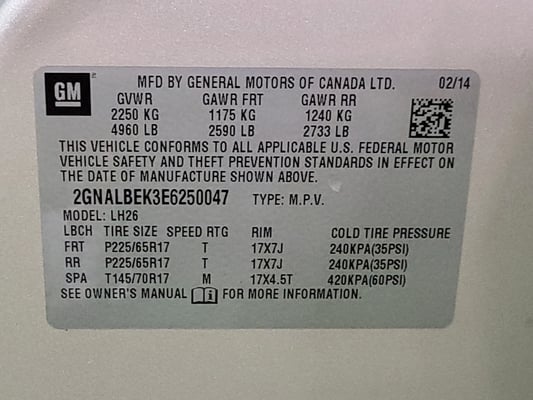 GM MFD BY GENERAL MOTORS OF CANADA LTD. 02/14
GVWR GAWR FRT GAWR RR
2250 KG 1175 KG 1240 KG
4960 LB 2590 LB 2733 LB
THIS VEHICLE CONFORMS TO ALL APPLICABLE U.S. FEDERAL MOTOR
VEHICLE SAFETY AND THEFT PREVENTION STANDARDS IN EFFECT ON
THE DATE OF MANUFACTURE SHOWN ABOVE.
2GNALBEK3E6250047 TYPE: M.P.V.
MODEL: LH26
LBCH TIRE SIZE SPEED RTG RIM COLD TIRE PRESSURE
FRT P225/65R17 T 17X7J 240KPA(35PSI)
RR P225/65R17 T 17X7J 240KPA(35PSI)
SPA T145/70R17 M 17X4.5T 420KPA(60PSI)
SEE OWNER'S MANUAL FOR MORE INFORMATION.